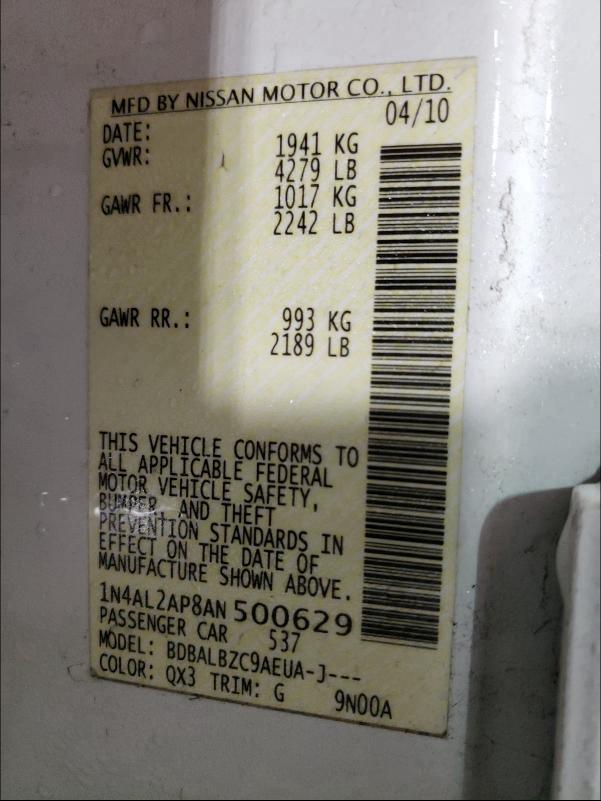 MFD BY NISSAN MOTOR CO., LTD.
DATE: 04/10
GVWR: 1941 KG
4279 LB
GAWR FR.: 1017 KG
2242 LB
GAWR RR.: 993 KG
2189 LB
THIS VEHICLE CONFORMS TO
ALL APPLICABLE FEDERAL
MOTOR VEHICLE SAFETY,
BUMPER, AND THEFT
PREVENTION STANDARDS IN
EFFECT ON THE DATE OF
MANUFACTURE SHOWN ABOVE.
1N4AL2AP8AN 500629
PASSENGER CAR 537
MODEL: BDBALBZC9AEUA-J---
COLOR: QX3 TRIM: G 9N00A